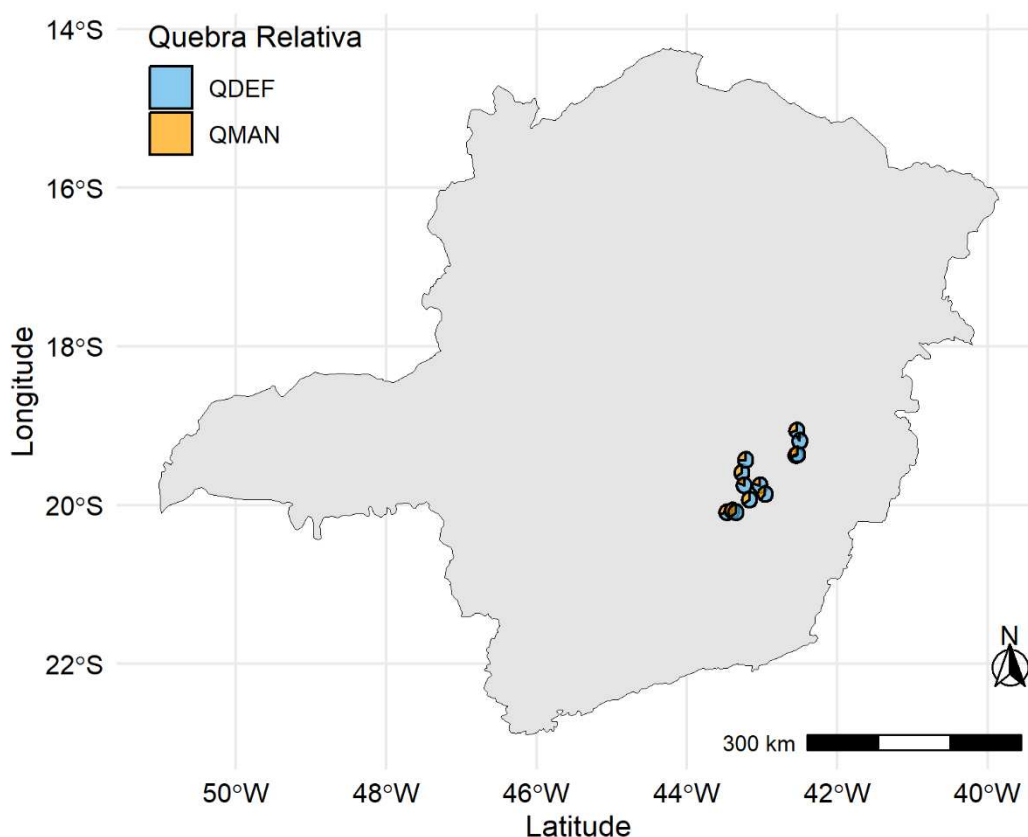 Quebra Relativa
QDEF
QMAN
14°S
16°S
18°S
20°S
22°S
Longitude
N
300 km
50°W
48°W
46°W
44°W
42°W
40°W
Latitude